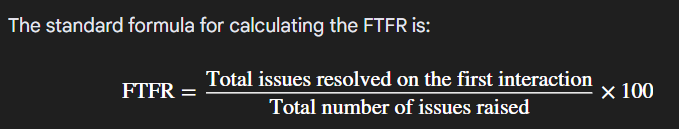 The standard formula for calculating the FTFR is:
FTFR = Total issues resolved on the first interaction / Total number of issues raised × 100